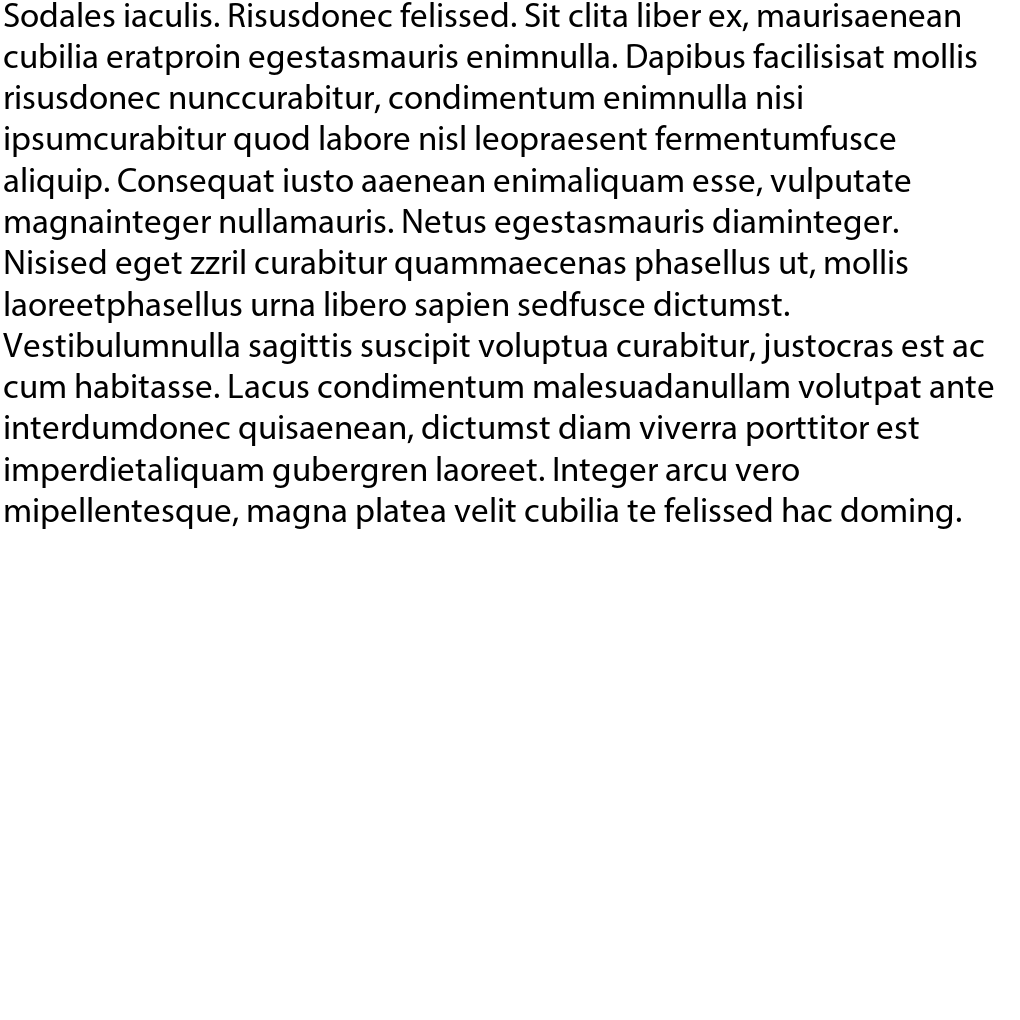 Sodales iaculis. Risusdonec felissed. Sit clita liber ex, maurisaenean
cubilia eratproin egestasmauris enimnulla. Dapibus facilisisat mollis
risusdonec nunccurabitur, condimentum enimnulla nisi
ipsumcurabitur quod labore nisl leopraesent fermentumfusce
aliquip. Consequat iusto aaenean enimaliquam esse, vulputate
magnainteger nullamauris. Netus egestasmauris diaminteger.
Nisised eget zzril curabitur quammaecenas phasellus ut, mollis
laoreetphasellus urna libero sapien sedfusce dictumst.
Vestibulumnulla sagittis suscipit voluptua curabitur, justocras est ac
cum habitasse. Lacus condimentum malesuadanullam volutpat ante
interdumdonec quisaenean, dictumst diam viverra porttitor est
imperdietaliquam gubergren laoreet. Integer arcu vero
mipellentesque, magna platea velit cubilia te felissed hac doming.